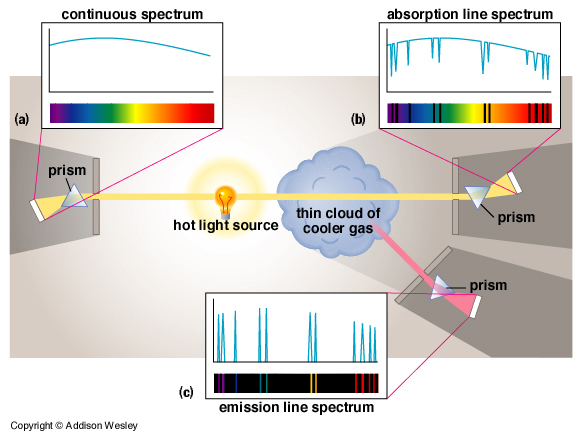 continuous spectrum
absorption line spectrum
(a)
(b)
prism
hot light source
thin cloud of
cooler gas
prism
prism
(c)
emission line spectrum
Copyright © Addison Wesley